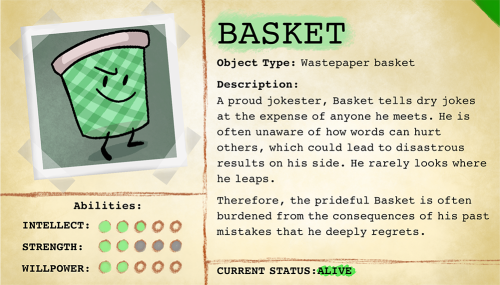 BASKET
Object Type: Wastepaper basket
Description:
A proud jokester, Basket tells dry jokes
at the expense of anyone he meets. He is
often unaware of how words can hurt
others, which could lead to disastrous
results on his side. He rarely looks where
he leaps.
Therefore, the prideful Basket is often
burdened from the consequences of his past
mistakes that he deeply regrets.
Abilities:
INTELLECT:
STRENGTH:
WILLPOWER:
CURRENT STATUS:ALIVE